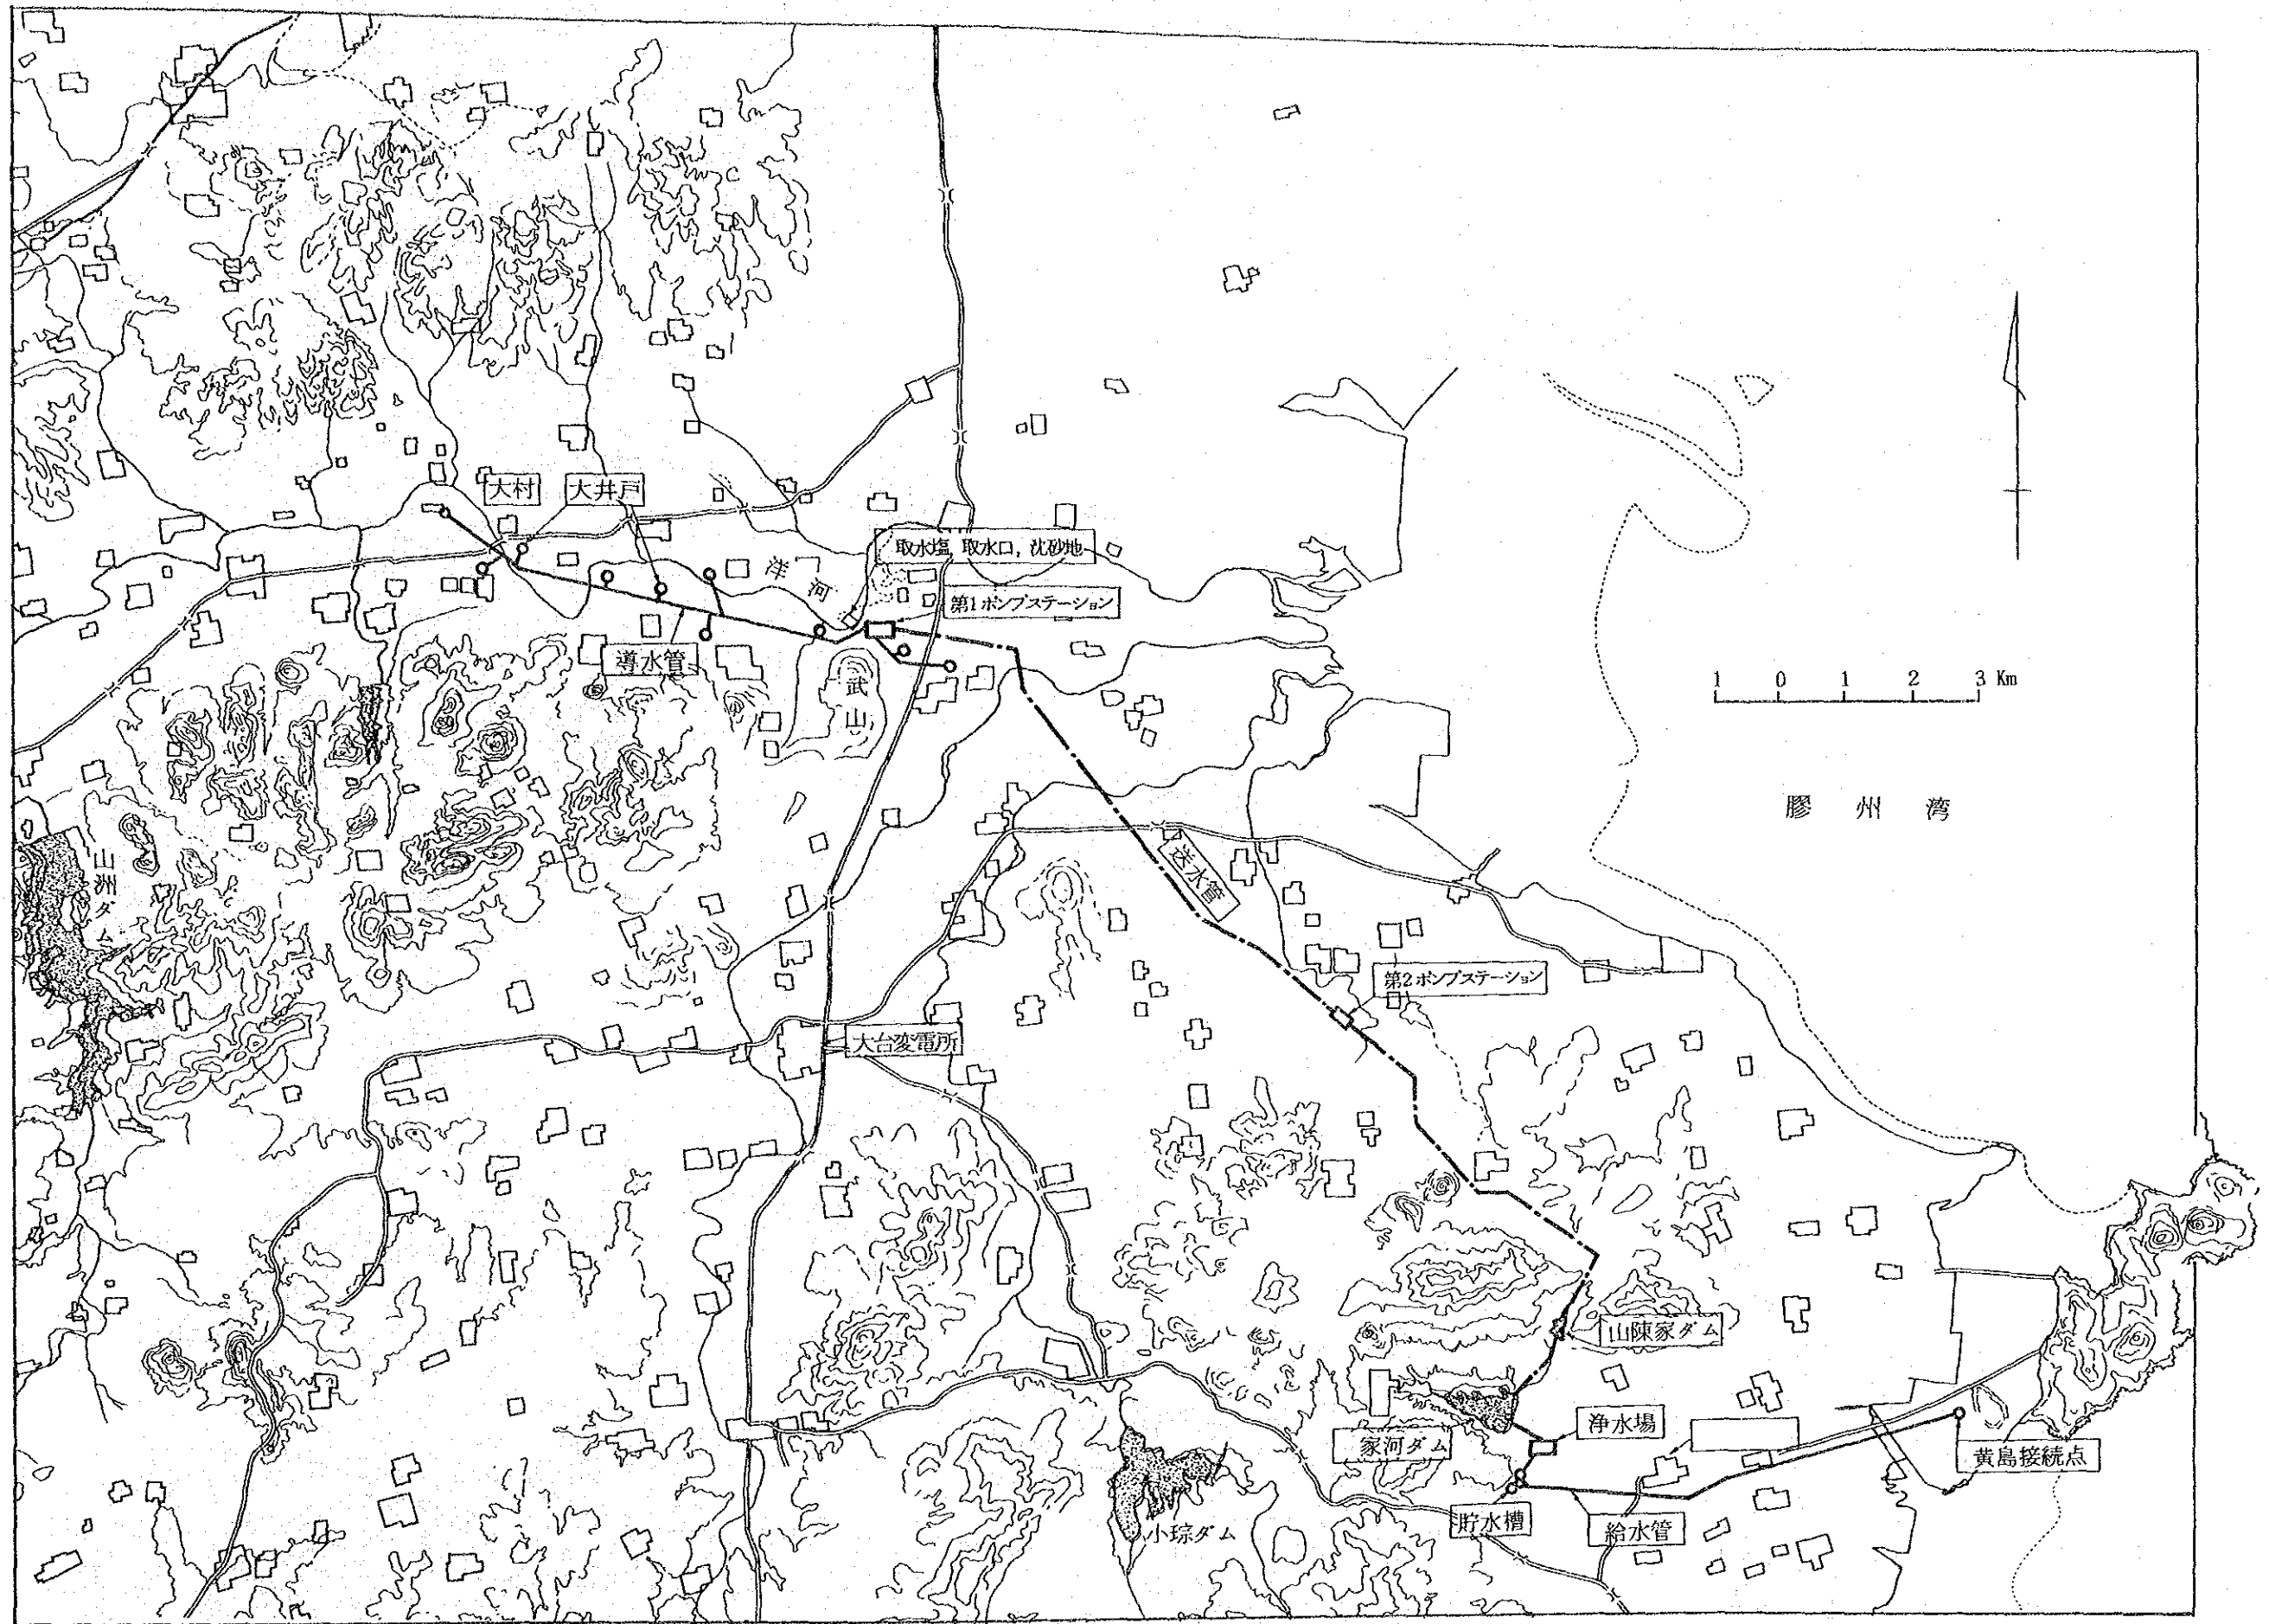 大村
大井戸
取水塩, 取水口, 沈砂地
洋河
第1ポンプステーション
導水管
武山
1 0 1 2 3 Km
膠州湾
山洲ダム
送水管
第2ポンプステーション
大台変電所
山陳家ダム
浄水場
家河ダム
黄島接続点
貯水槽
給水管
小琮ダム